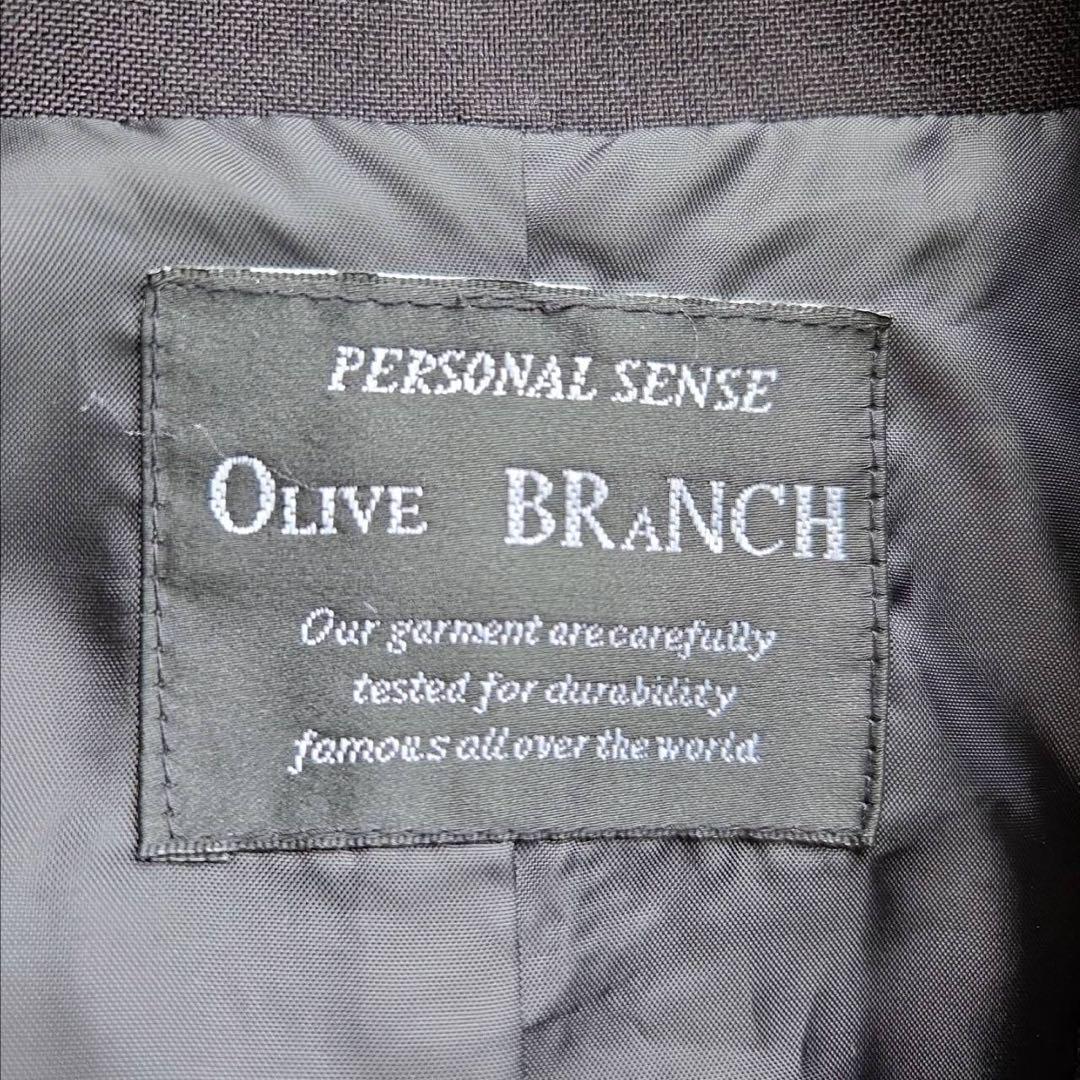 PERSONAL SENSE
OLIVE BRANCH
Our garment are carefully
tested for durability
famous all over the world